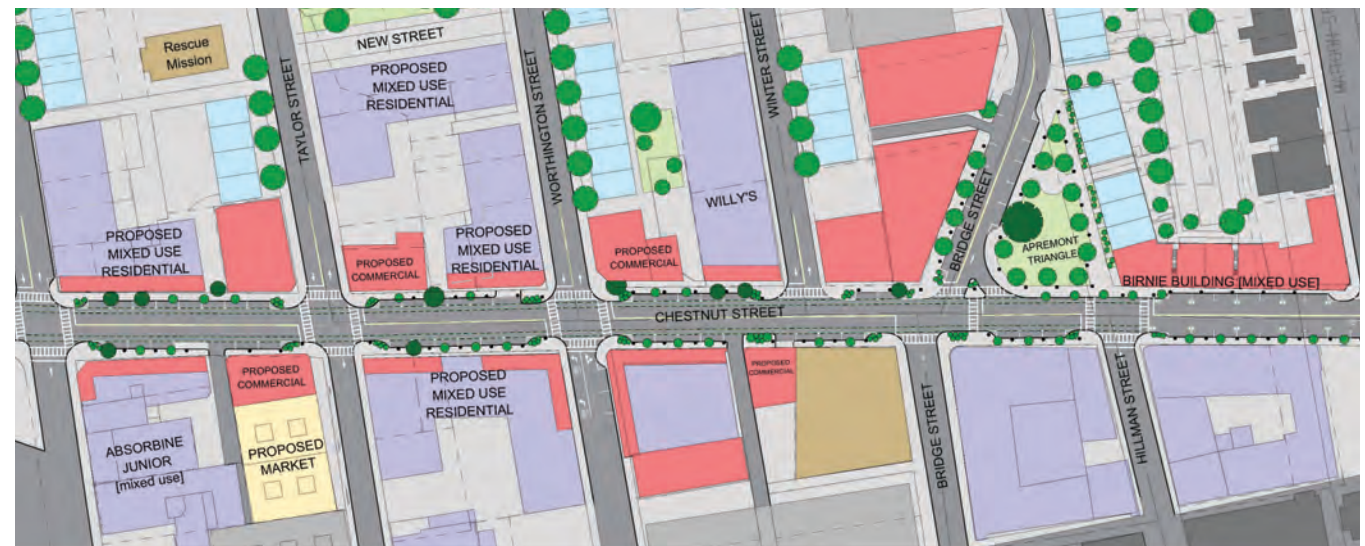 Rescue
Mission
NEW STREET
PROPOSED
MIXED USE
RESIDENTIAL
TAYLOR STREET
WORTHINGTON STREET
WINTER STREET
WILLY'S
PROPOSED
MIXED USE
RESIDENTIAL
PROPOSED
COMMERCIAL
PROPOSED
MIXED USE
RESIDENTIAL
PROPOSED
COMMERCIAL
BRIDGE STREET
APREMONT
TRIANGLE
BIRNIE BUILDING [MIXED USE]
CHESTNUT STREET
ABSORBINE
JUNIOR
[mixed use]
PROPOSED
COMMERCIAL
PROPOSED
MARKET
PROPOSED
MIXED USE
RESIDENTIAL
PROPOSED
COMMERCIAL
BRIDGE STREET
HILLMAN STREET